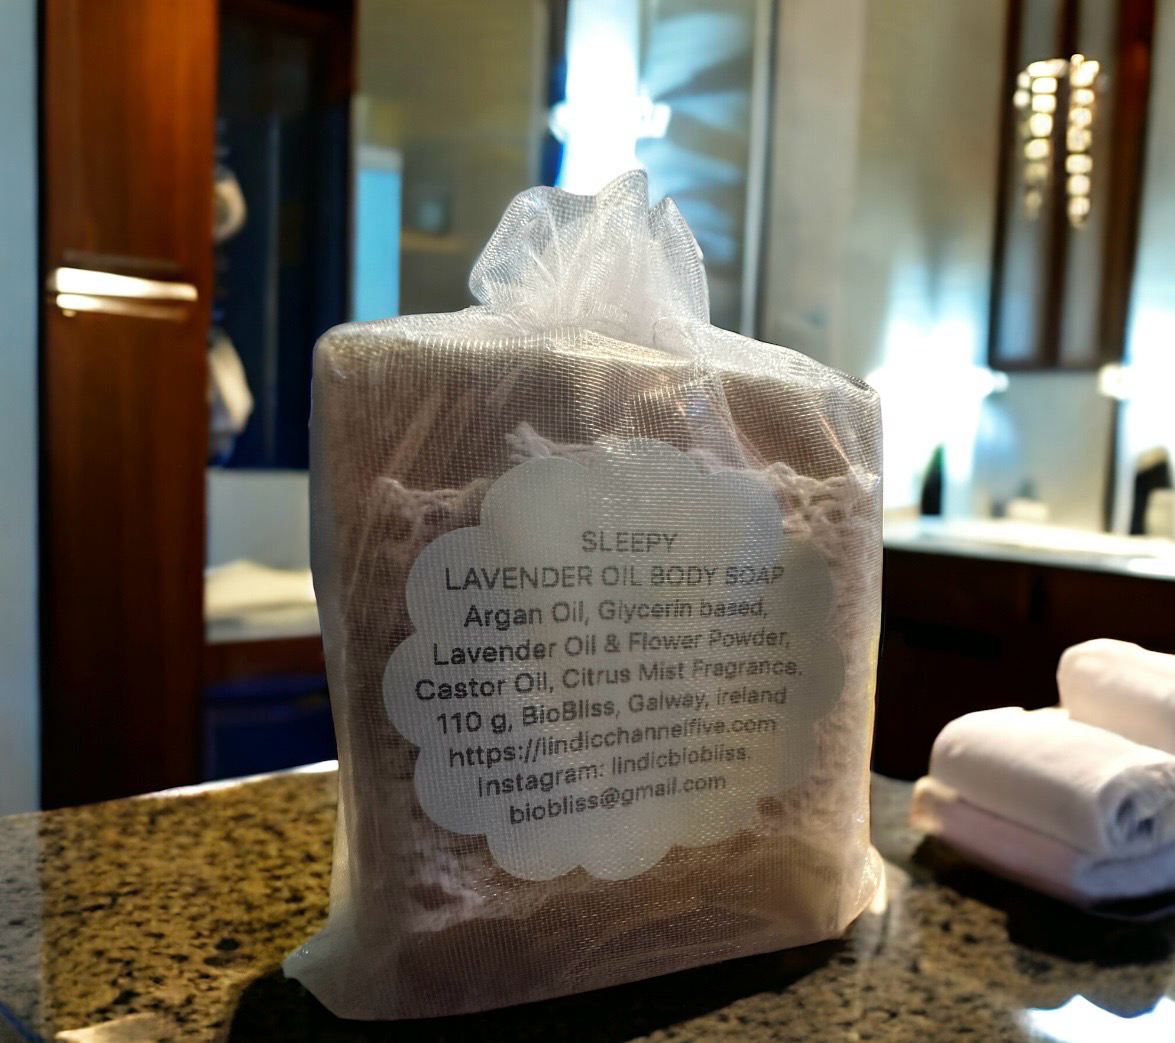 SLEEPY
LAVENDER OIL BODY SOAP
Argan Oil, Glycerin based,
Lavender Oil & Flower Powder,
Castor Oil, Citrus Mist Fragrance,
110 g, BioBliss, Galway, ireland
https://lindicchannelfive.com
Instagram: lindicbiobliss.
biobliss@gmail.com